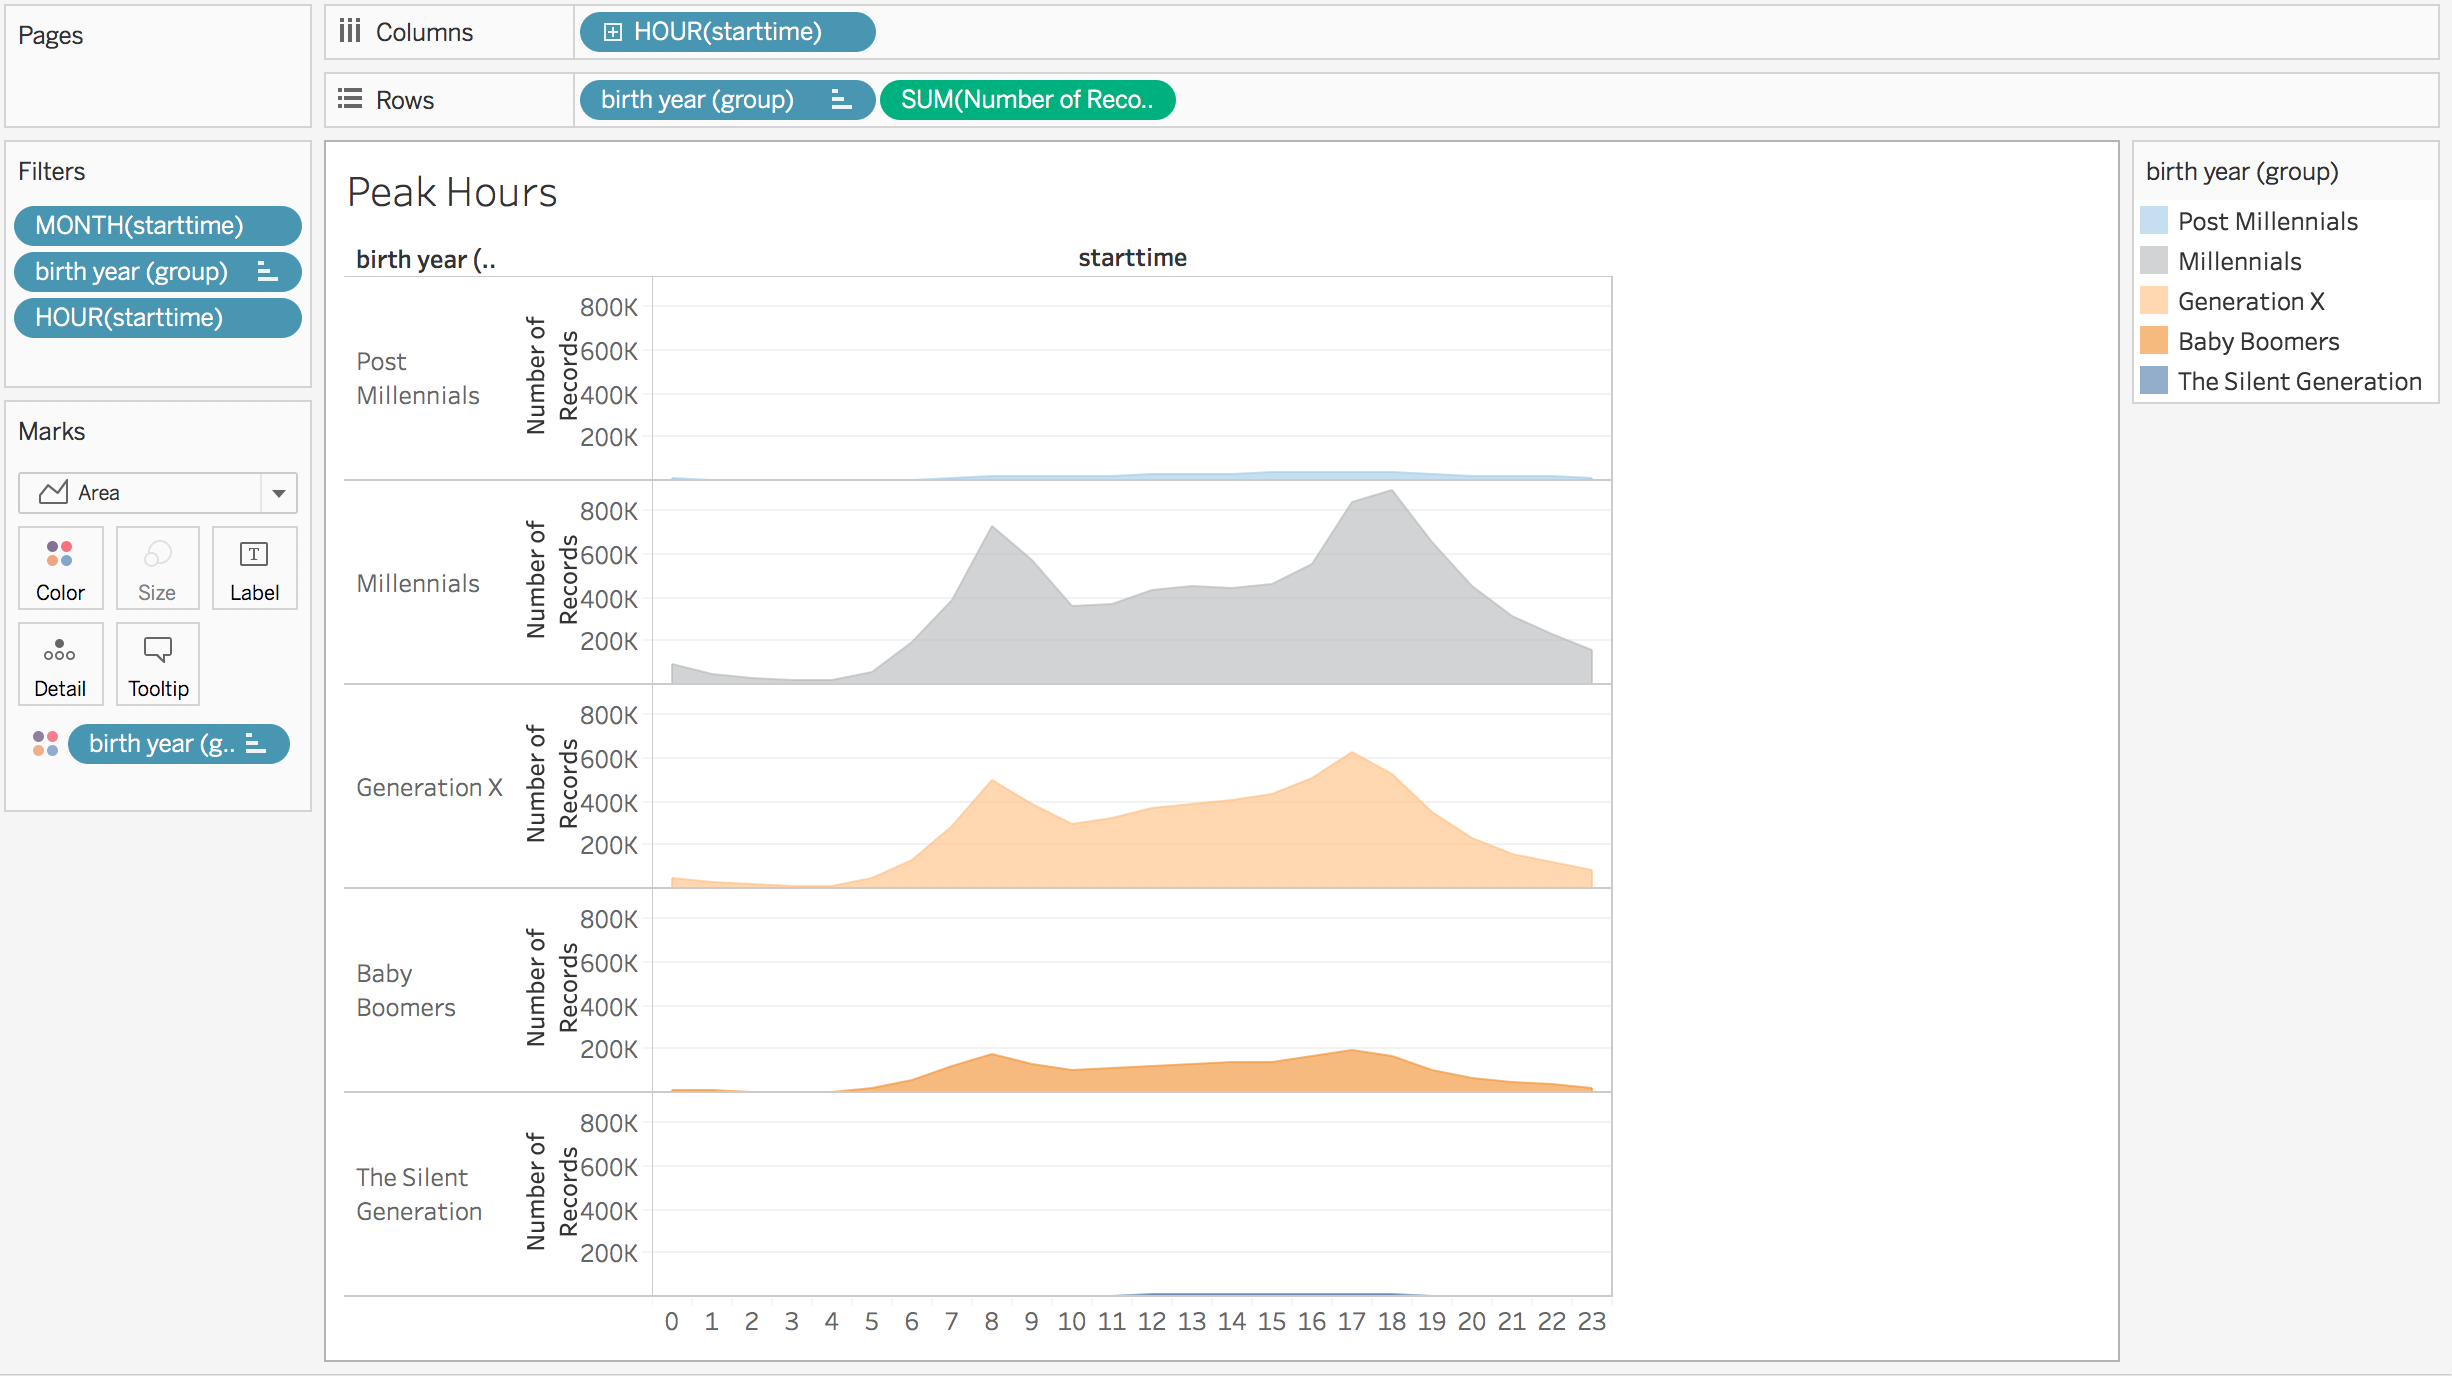 Pages
Columns
HOUR(starttime)
Rows
birth year (group)
SUM(Number of Reco..
Filters
MONTH(starttime)
birth year (group)
HOUR(starttime)
Marks
Area
Color
Size
Label
Detail
Tooltip
birth year (g..
Peak Hours
birth year (..
starttime
Post
Millennials
Number of
Records
800K
600K
400K
200K
Millennials
Number of
Records
800K
600K
400K
200K
Generation X
Number of
Records
800K
600K
400K
200K
Baby
Boomers
Number of
Records
800K
600K
400K
200K
The Silent
Generation
Number of
Records
800K
600K
400K
200K
0 1 2 3 4 5 6 7 8 9 10 11 12 13 14 15 16 17 18 19 20 21 22 23
birth year (group)
Post Millennials
Millennials
Generation X
Baby Boomers
The Silent Generation